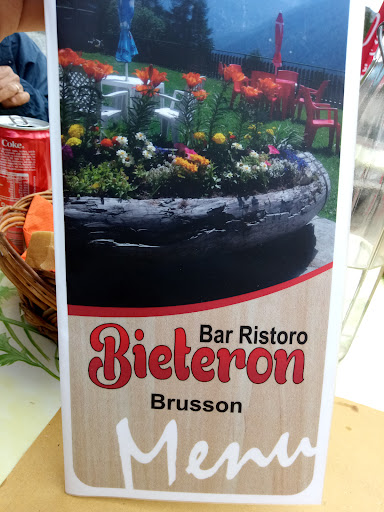 Coke.
Bar Ristoro
Bieteron
Brusson
Menu